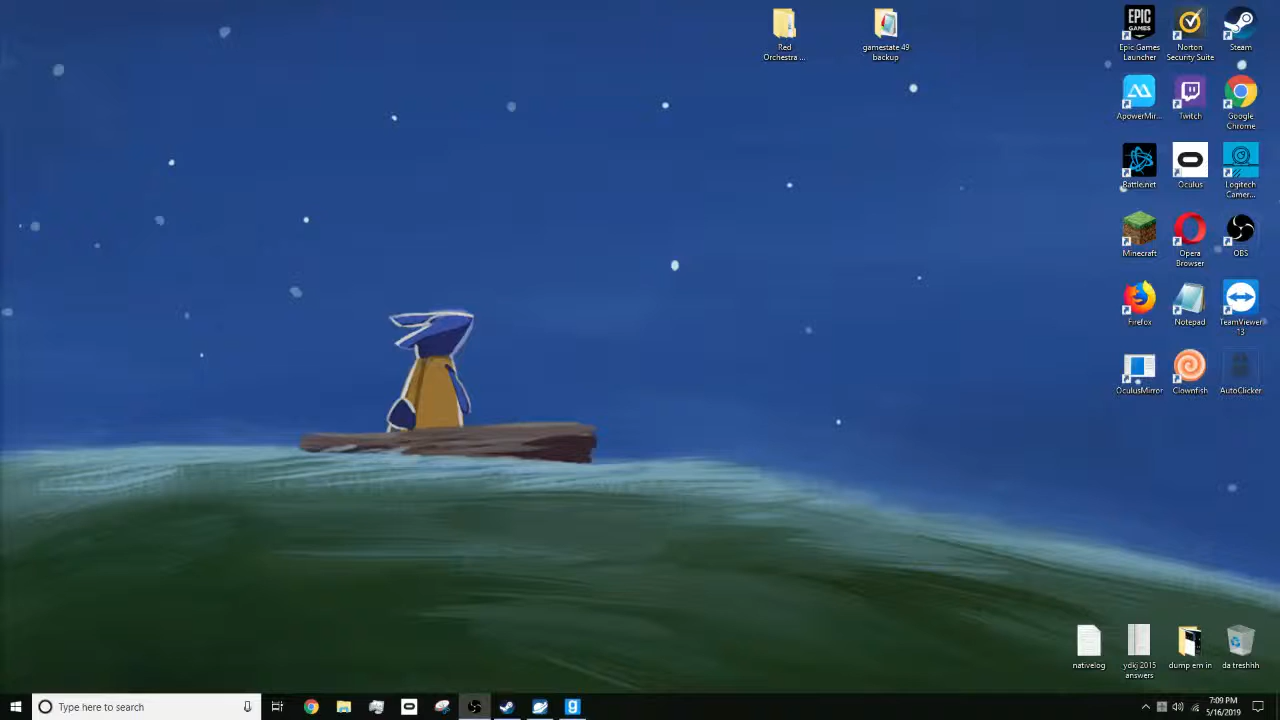 Red
Orchestra ...
gamestate 49
backup
EPIC
GAMES
Epic Games
Launcher
Norton
Security Suite
Steam
ApowerMir...
Twitch
Google
Chrome
Battle.net
Oculus
Logitech
Camer...
Minecraft
Opera
Browser
OBS
Firefox
Notepad
TeamViewer
13
OculusMirror
Clownfish
AutoClicker
nativelog
ydkj 2015
answers
dump em in
da treshhh
Type here to search
g
7:09 PM
5/16/2019